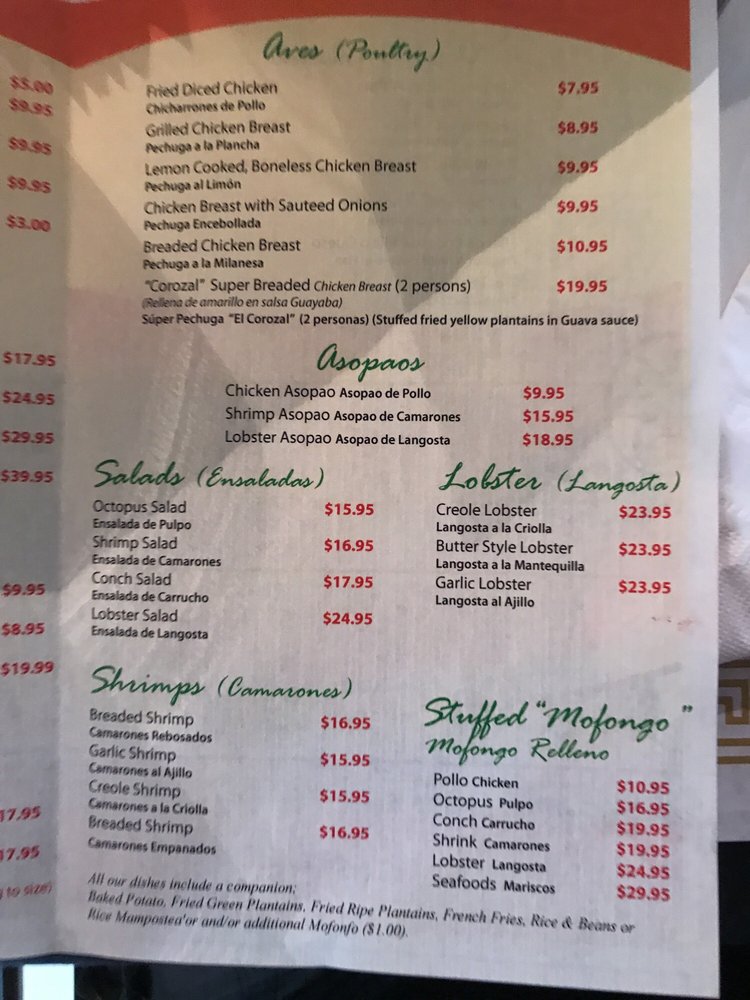 $5.00
$9.95
$9.95
$9.95
$3.00
$17.95
$24.95
$29.95
$39.95
$9.95
$8.95
$19.99
17.95
17.95
to size)
Aves (Poultry)
Fried Diced Chicken $7.95
Chicharrones de Pollo
Grilled Chicken Breast $8.95
Pechuga a la Plancha
Lemon Cooked, Boneless Chicken Breast $9.95
Pechuga al Limón
Chicken Breast with Sauteed Onions $9.95
Pechuga Encebollada
Breaded Chicken Breast $10.95
Pechuga a la Milanesa
"Corozal" Super Breaded Chicken Breast (2 persons) $19.95
(Rellena de amarillo en salsa Guayaba)
Súper Pechuga "El Corozal" (2 personas) (Stuffed fried yellow plantains in Guava sauce)
Asopaos
Chicken Asopao Asopao de Pollo $9.95
Shrimp Asopao Asopao de Camarones $15.95
Lobster Asopao Asopao de Langosta $18.95
Salads (Ensaladas)
Octopus Salad $15.95
Ensalada de Pulpo
Shrimp Salad $16.95
Ensalada de Camarones
Conch Salad $17.95
Ensalada de Carrucho
Lobster Salad $24.95
Ensalada de Langosta
Lobster (Langosta)
Creole Lobster $23.95
Langosta a la Criolla
Butter Style Lobster $23.95
Langosta a la Mantequilla
Garlic Lobster $23.95
Langosta al Ajillo
Shrimps (Camarones)
Breaded Shrimp $16.95
Camarones Rebosados
Garlic Shrimp $15.95
Camarones al Ajillo
Creole Shrimp $15.95
Camarones a la Criolla
Breaded Shrimp $16.95
Camarones Empanados
Stuffed "Mofongo"
Mofongo Relleno
Pollo Chicken $10.95
Octopus Pulpo $16.95
Conch Carrucho $19.95
Shrink Camarones $19.95
Lobster Langosta $24.95
Seafoods Mariscos $29.95
All our dishes include a companion;
Baked Potato, Fried Green Plantains, Fried Ripe Plantains, French Fries, Rice & Beans or
Rice Mampostea'or and/or additional Mofonfo ($1.00).